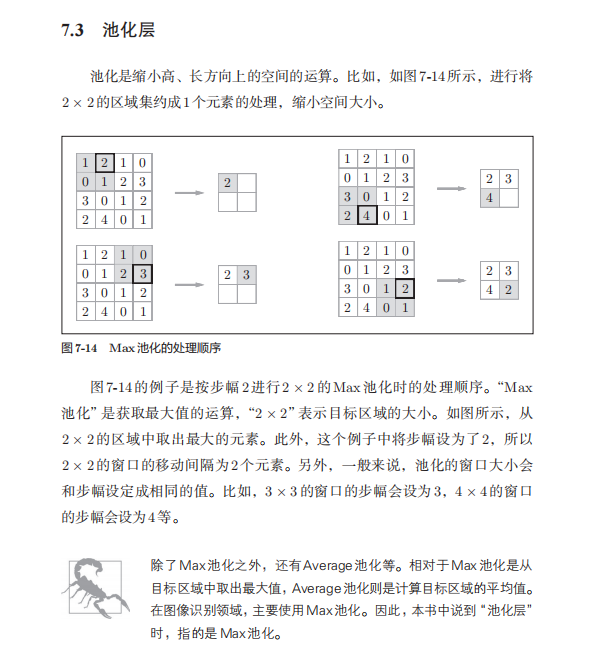 7.3 池化层
池化是缩小高、长方向上的空间的运算。比如，如图7-14所示，进行将
2 × 2的区域集约成1个元素的处理，缩小空间大小。
1 2 1 0
0 1 2 3
3 0 1 2
2 4 0 1
2
1 2 1 0
0 1 2 3
3 0 1 2
2 4 0 1
2 3
4
1 2 1 0
0 1 2 3
3 0 1 2
2 4 0 1
2 3
1 2 1 0
0 1 2 3
3 0 1 2
2 4 0 1
2 3
4 2
图7-14 Max池化的处理顺序
图7-14的例子是按步幅2进行2 × 2的Max池化时的处理顺序。“Max
池化”是获取最大值的运算，“2 × 2”表示目标区域的大小。如图所示，从
2 × 2的区域中取出最大的元素。此外，这个例子中将步幅设为了2，所以
2 × 2的窗口的移动间隔为2个元素。另外，一般来说，池化的窗口大小会
和步幅设定成相同的值。比如，3 × 3的窗口的步幅会设为3，4 × 4的窗口
的步幅会设为4等。
除了Max池化之外，还有Average池化等。相对于Max池化是从
目标区域中取出最大值，Average池化则是计算目标区域的平均值。
在图像识别领域，主要使用Max池化。因此，本书中说到“池化层”
时，指的是Max池化。